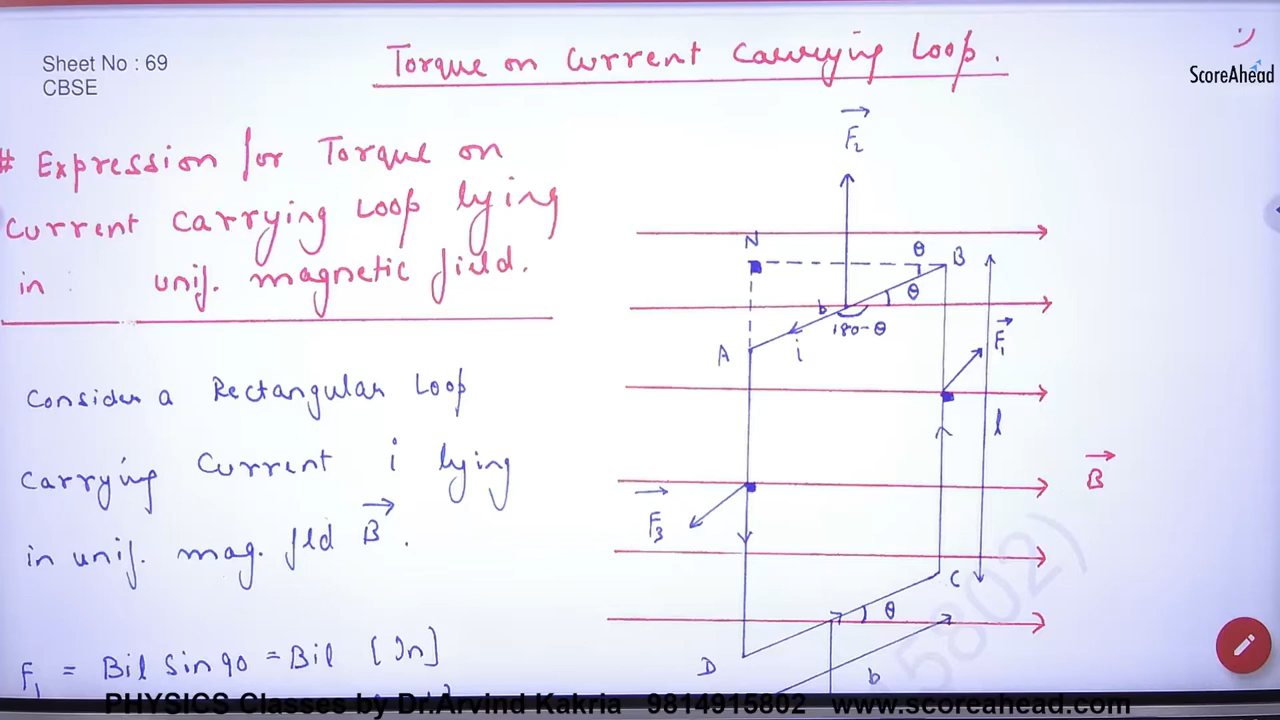 Sheet No : 69
CBSE
Torque on Current Carrying Loop.
ScoreAhead
# Expression for Torque on
Current Carrying Loop lying
in unif. magnetic field.
Consider a Rectangular Loop
Carrying Current i lying
in unif. mag. fld B→.
F₁ = Bil Sin 90 = Bil [In]
F₂→
N
θ
B
b
θ
180-θ
A
i
F₁→
l
B→
F₃→
C
θ
D
b
15802)
PHYSICS Classes by Dr.Arvind Kakria 9814915802 www.scoreahead.com